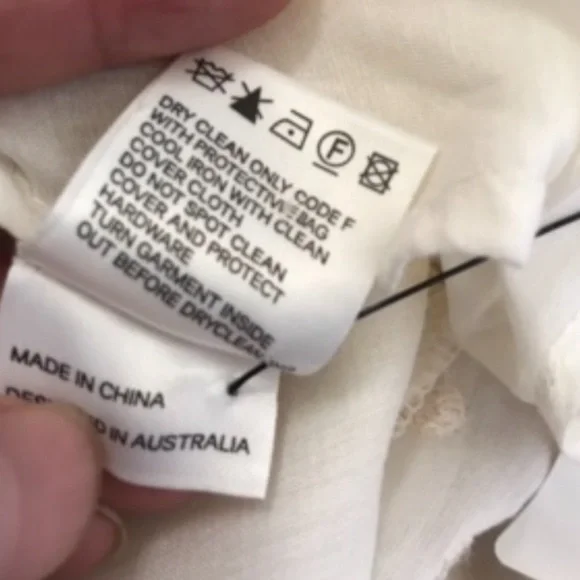 F
DRY CLEAN ONLY CODE F
WITH PROTECTIVE BAG
COOL IRON WITH CLEAN
COVER CLOTH
DO NOT SPOT CLEAN
COVER AND PROTECT
HARDWARE
TURN GARMENT INSIDE
OUT BEFORE DRYCLEAN
MADE IN CHINA
IN AUSTRALIA